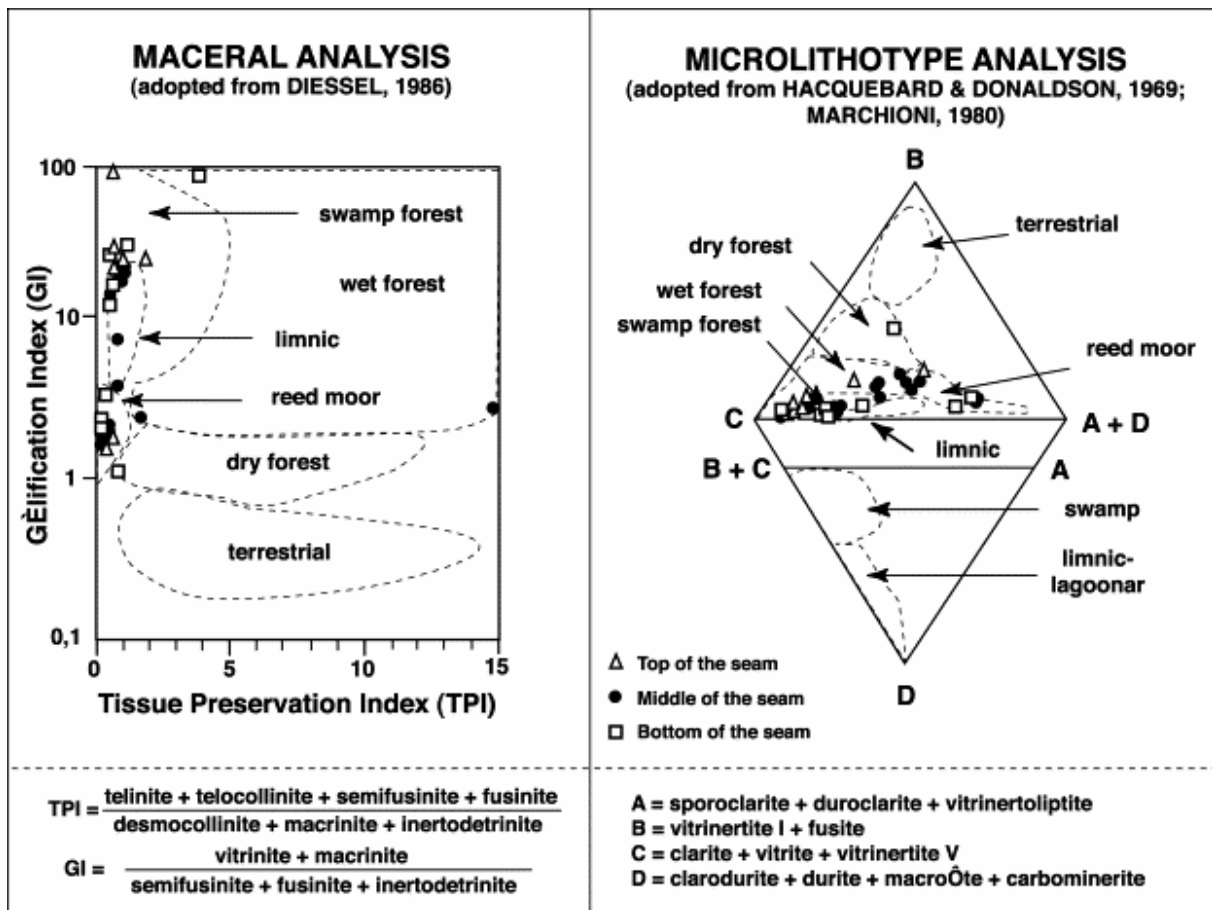 MACERAL ANALYSIS
(adopted from DIESSEL, 1986)
100
10
1
0,1
GÈlification Index (GI)
swamp forest
wet forest
limnic
reed moor
dry forest
terrestrial
0
5
10
15
Tissue Preservation Index (TPI)
TPI = telinite + telocollinite + semifusinite + fusinite
desmocollinite + macrinite + inertodetrinite
GI = vitrinite + macrinite
semifusinite + fusinite + inertodetrinite
MICROLITHOTYPE ANALYSIS
(adopted from HACQUEBARD & DONALDSON, 1969;
MARCHIONI, 1980)
B
terrestrial
dry forest
wet forest
swamp forest
reed moor
C
A + D
limnic
B + C
A
swamp
limnic-
lagoonar
D
Top of the seam
Middle of the seam
Bottom of the seam
A = sporoclarite + duroclarite + vitrinertoliptite
B = vitrinertite I + fusite
C = clarite + vitrite + vitrinertite V
D = clarodurite + durite + macroÔte + carbominerite